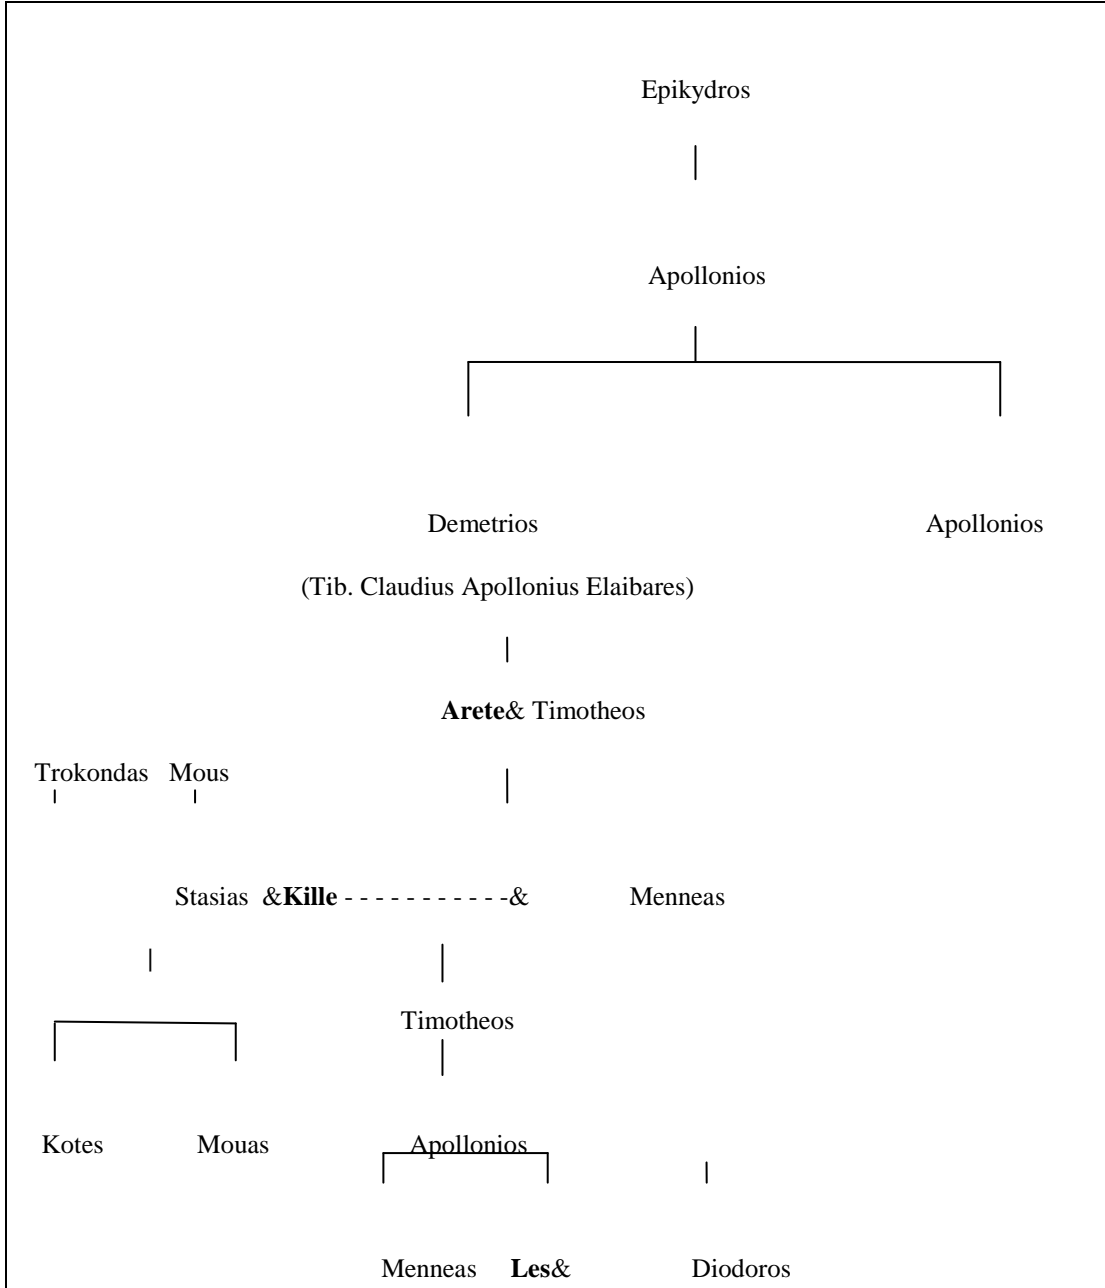 Epikydros
Apollonios
Demetrios Apollonios
(Tib. Claudius Apollonius Elaibares)
Arete& Timotheos
Trokondas Mous
Stasias &Kille - - - - - - - - - - -& Menneas
Timotheos
Kotes Mouas Apollonios
Menneas Les& Diodoros